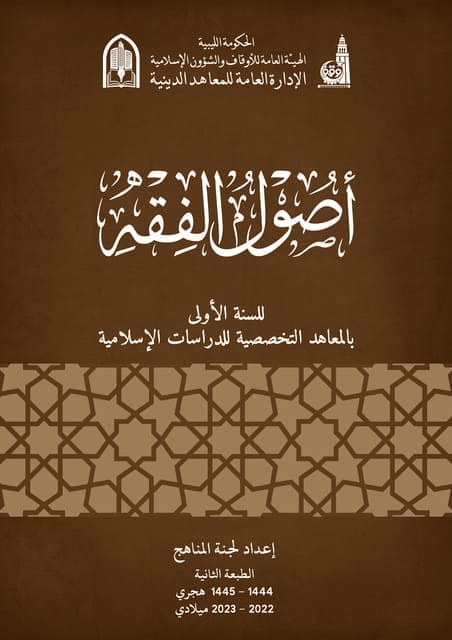 الحكومة الليبية
الهيئة العامة للأوقاف والشؤون الإسلامية
الإدارة العامة للمعاهد الدينية
أصول الفقه
للسنة الأولى
بالمعاهد التخصصية للدراسات الإسلامية
إعداد لجنة المناهج
الطبعة الثانية
1444 - 1445 هجري
2022 - 2023 ميلادي